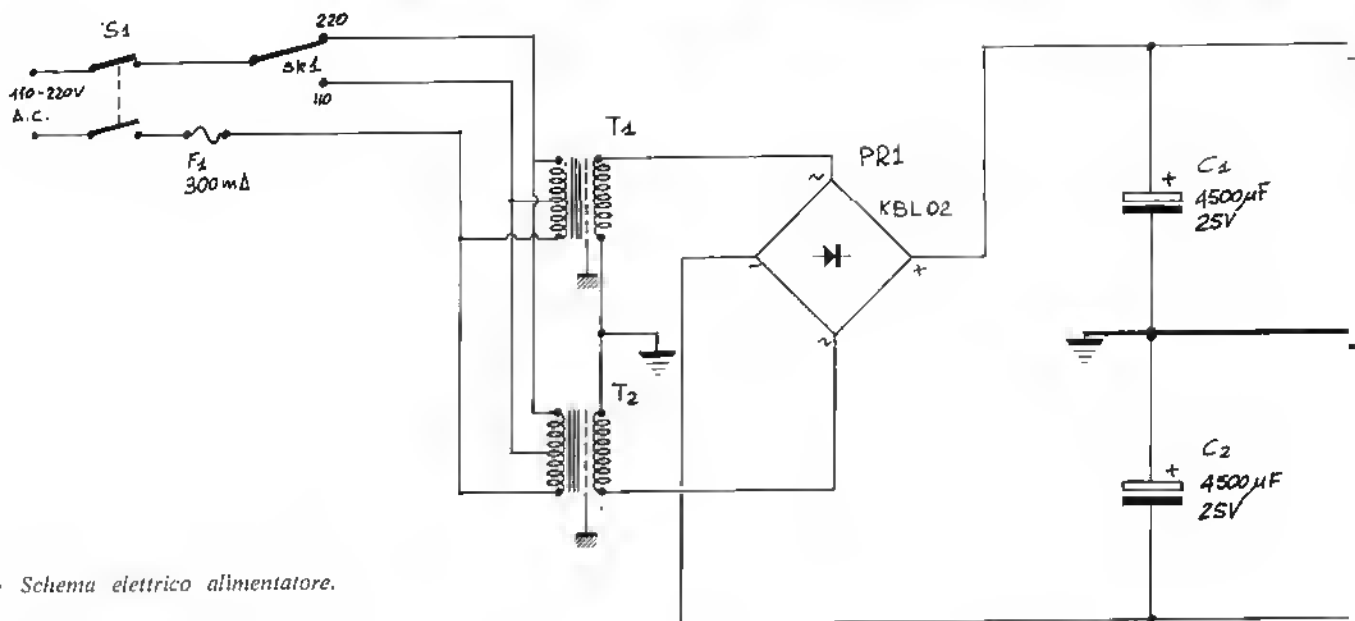 S1
220
sk1
110
110-220V
A.C.
F1
300mA
T1
PR1
~
KBL02
-
+
~
T2
+
C1
4500µF
25V
+
C2
4500µF
25V
Schema elettrico alimentatore.